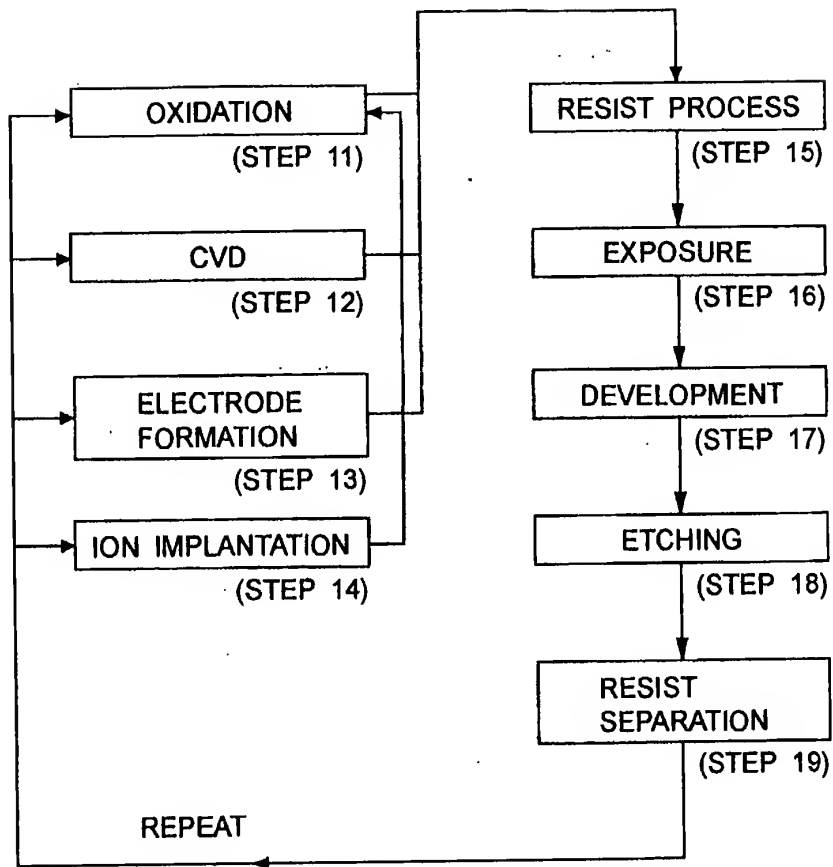 OXIDATION
(STEP 11)
CVD
(STEP 12)
ELECTRODE
FORMATION
(STEP 13)
ION IMPLANTATION
(STEP 14)
RESIST PROCESS
(STEP 15)
EXPOSURE
(STEP 16)
DEVELOPMENT
(STEP 17)
ETCHING
(STEP 18)
RESIST
SEPARATION
(STEP 19)
REPEAT